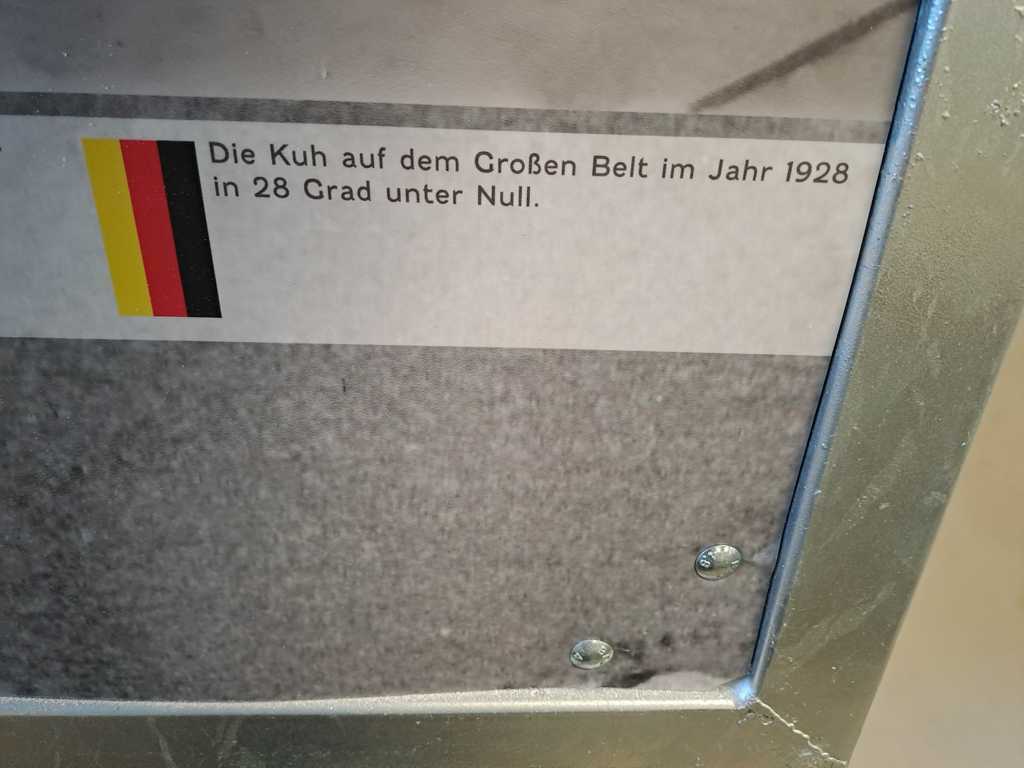 Die Kuh auf dem Großen Belt im Jahr 1928
in 28 Grad unter Null.